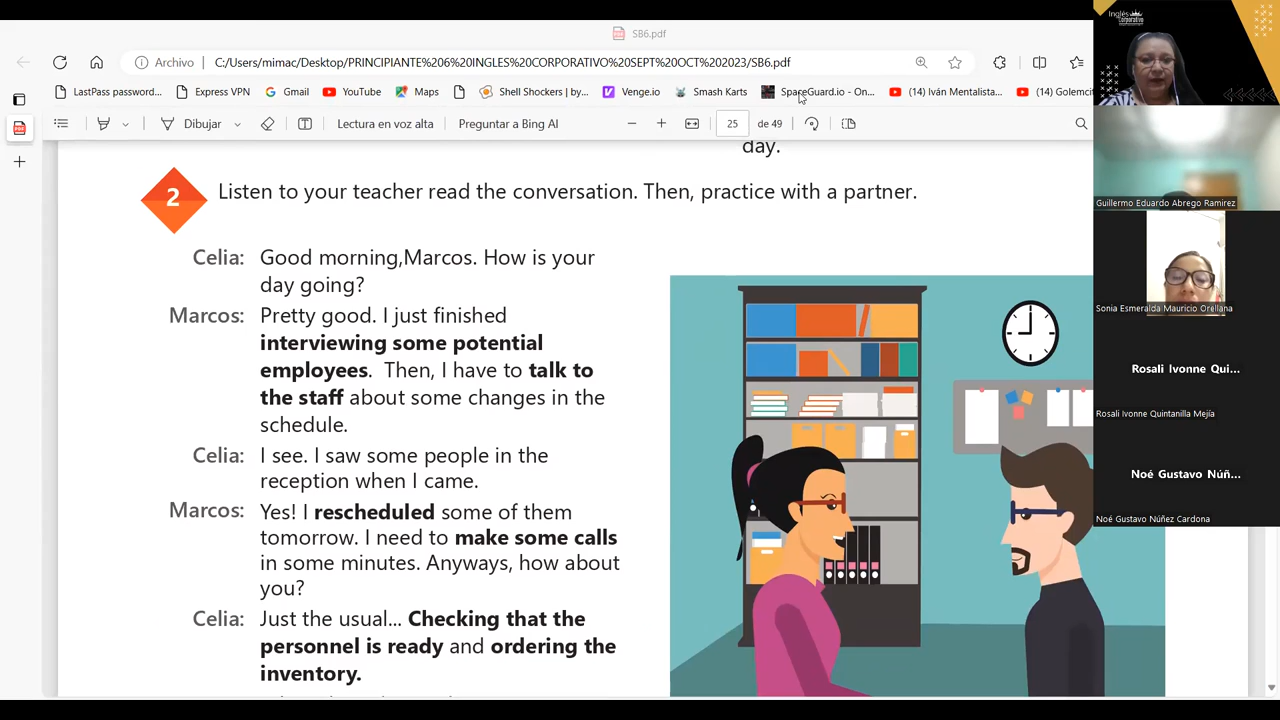 SB6.pdf
Archivo
C:/Users/mimac/Desktop/PRINCIPIANTE%206%20INGLES%20CORPORATIVO%20SEPT%20OCT%202023/SB6.pdf
LastPass password...
Express VPN
Gmail
YouTube
Maps
Shell Shockers | by...
Venge.io
Smash Karts
SpaceGuard.io - On...
(14) Iván Mentalista...
(14) Golemcit
Dibujar
Lectura en voz alta
Preguntar a Bing AI
25
de 49
day.
2
Listen to your teacher read the conversation. Then, practice with a partner.
Celia: Good morning,Marcos. How is your
day going?
Marcos: Pretty good. I just finished
interviewing some potential
employees. Then, I have to talk to
the staff about some changes in the
schedule.
Celia: I see. I saw some people in the
reception when I came.
Marcos: Yes! I rescheduled some of them
tomorrow. I need to make some calls
in some minutes. Anyways, how about
you?
Celia: Just the usual... Checking that the
personnel is ready and ordering the
inventory.
Inglés
Corporativo
Guillermo Eduardo Abrego Ramirez
Sonia Esmeralda Mauricio Orellana
Rosali Ivonne Qui...
Rosali Ivonne Quintanilla Mejía
Noé Gustavo Núñ...
Noé Gustavo Núñez Cardona